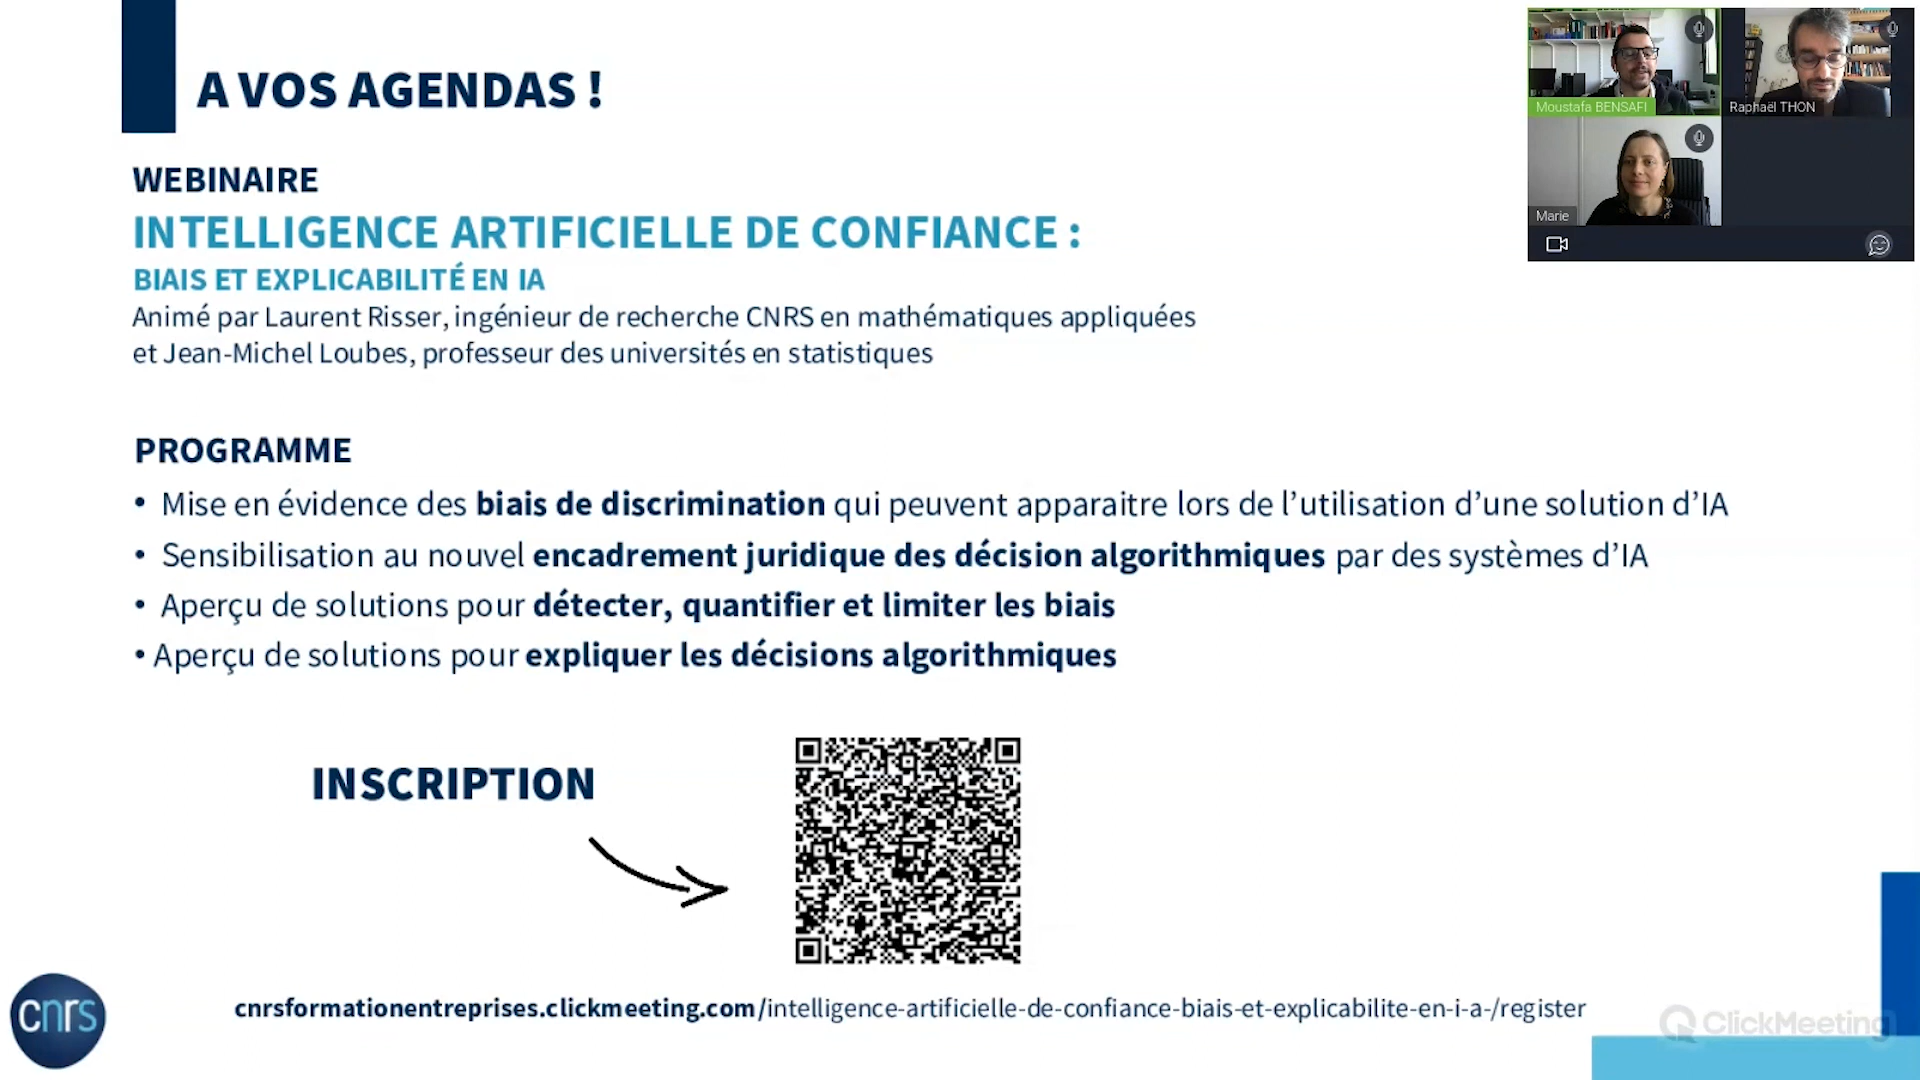 A VOS AGENDAS !
WEBINAIRE
INTELLIGENCE ARTIFICIELLE DE CONFIANCE :
BIAIS ET EXPLICABILITÉ EN IA
Animé par Laurent Risser, ingénieur de recherche CNRS en mathématiques appliquées
et Jean-Michel Loubes, professeur des universités en statistiques
PROGRAMME
• Mise en évidence des biais de discrimination qui peuvent apparaitre lors de l’utilisation d’une solution d’IA
• Sensibilisation au nouvel encadrement juridique des décision algorithmiques par des systèmes d’IA
• Aperçu de solutions pour détecter, quantifier et limiter les biais
• Aperçu de solutions pour expliquer les décisions algorithmiques
INSCRIPTION
cnrsformationentreprises.clickmeeting.com/intelligence-artificielle-de-confiance-biais-et-explicabilite-en-i-a-/register
cnrs
ClickMeeting
Moustafa BENSAFI
Raphaël THON
Marie